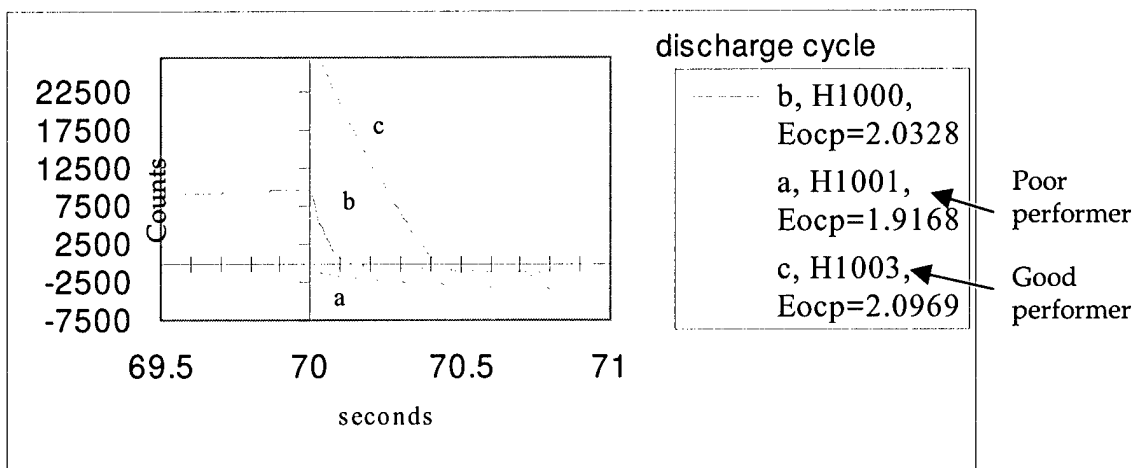 discharge cycle
22500
17500
12500
7500
2500
-2500
-7500
Counts
c
b
a
69.5
70
70.5
71
seconds
b, H1000,
Eocp=2.0328
a, H1001,
Eocp=1.9168
c, H1003,
Eocp=2.0969
Poor
performer
Good
performer